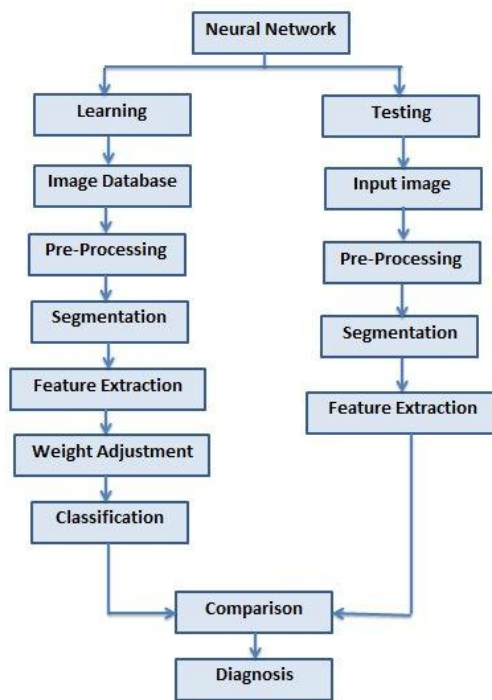 Neural Network
Learning
Image Database
Pre-Processing
Segmentation
Feature Extraction
Weight Adjustment
Classification
Testing
Input image
Pre-Processing
Segmentation
Feature Extraction
Comparison
Diagnosis